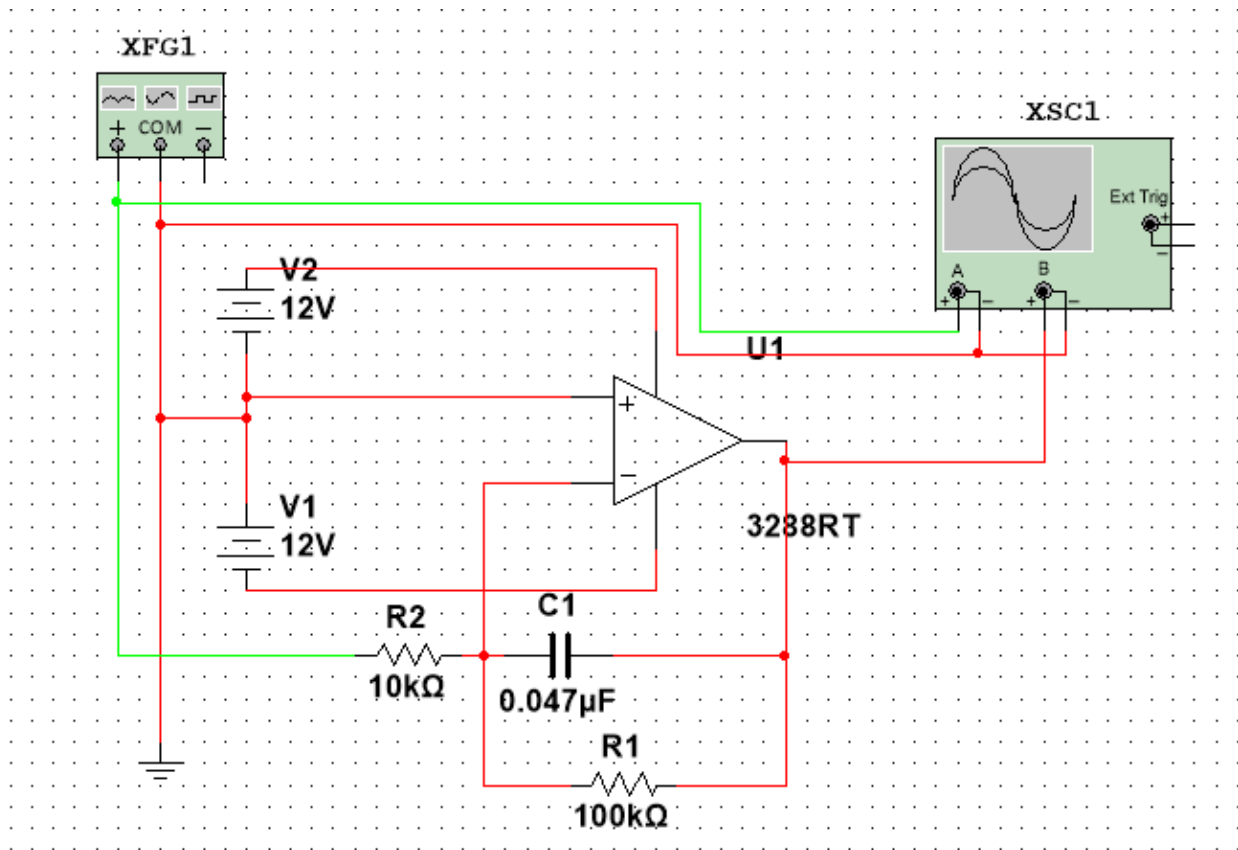 XFG1
+ COM −
XSC1
Ext Trig
+
−
A
B
+ − + −
V2
12V
U1
+
−
V1
12V
3288RT
R2
10kΩ
C1
0.047µF
R1
100kΩ